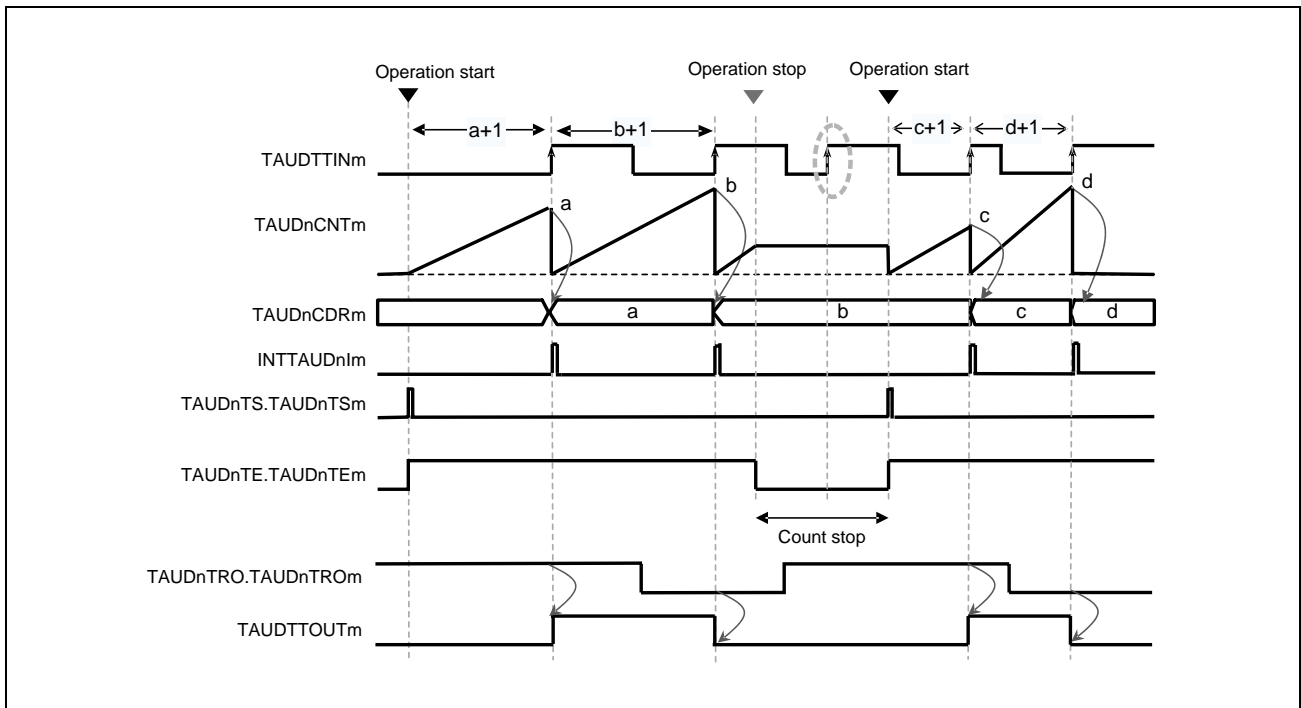 Operation start
Operation stop
Operation start
a+1
b+1
c+1
d+1
TAUDTTINm
TAUDnCNTm
a
b
c
d
TAUDnCDRm
a
b
c
d
INTTAUDnIm
TAUDnTS.TAUDnTSm
TAUDnTE.TAUDnTEm
Count stop
TAUDnTRO.TAUDnTROm
TAUDTTOUTm